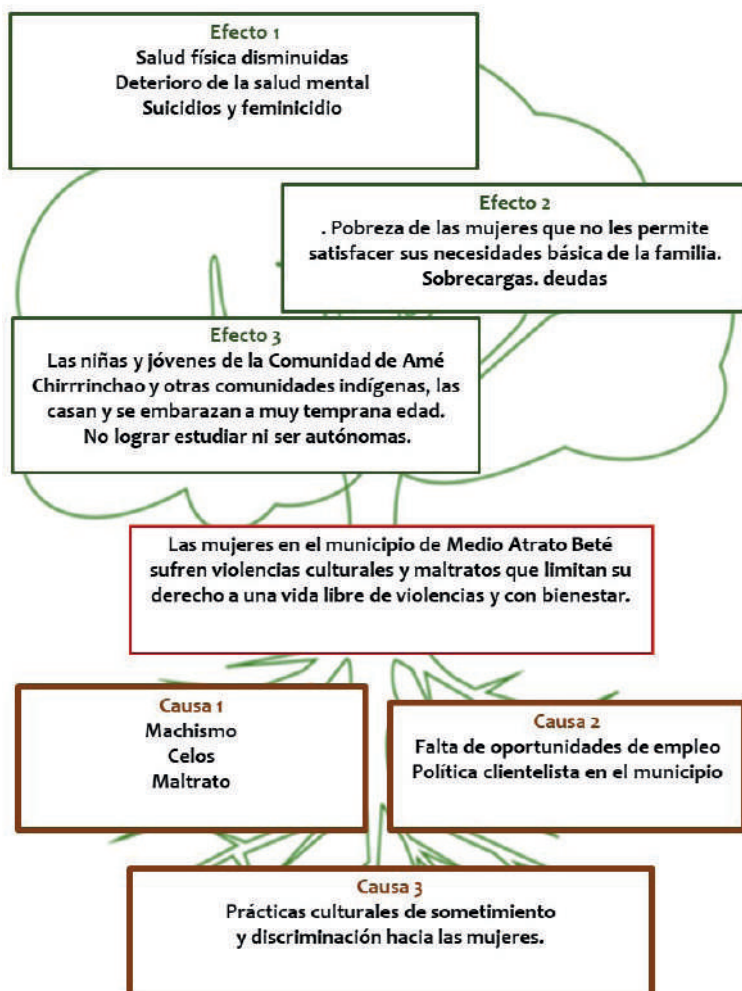 Efecto 1
Salud física disminuidas
Deterioro de la salud mental
Suicidios y feminicidio
Efecto 2
. Pobreza de las mujeres que no les permite
satisfacer sus necesidades básica de la familia.
Sobrecargas. deudas
Efecto 3
Las niñas y jóvenes de la Comunidad de Amé
Chirrrinchao y otras comunidades indígenas, las
casan y se embarazan a muy temprana edad.
No lograr estudiar ni ser autónomas.
Las mujeres en el municipio de Medio Atrato Beté
sufren violencias culturales y maltratos que limitan su
derecho a una vida libre de violencias y con bienestar.
Causa 1
Machismo
Celos
Maltrato
Causa 2
Falta de oportunidades de empleo
Política clientelista en el municipio
Causa 3
Prácticas culturales de sometimiento
y discriminación hacia las mujeres.